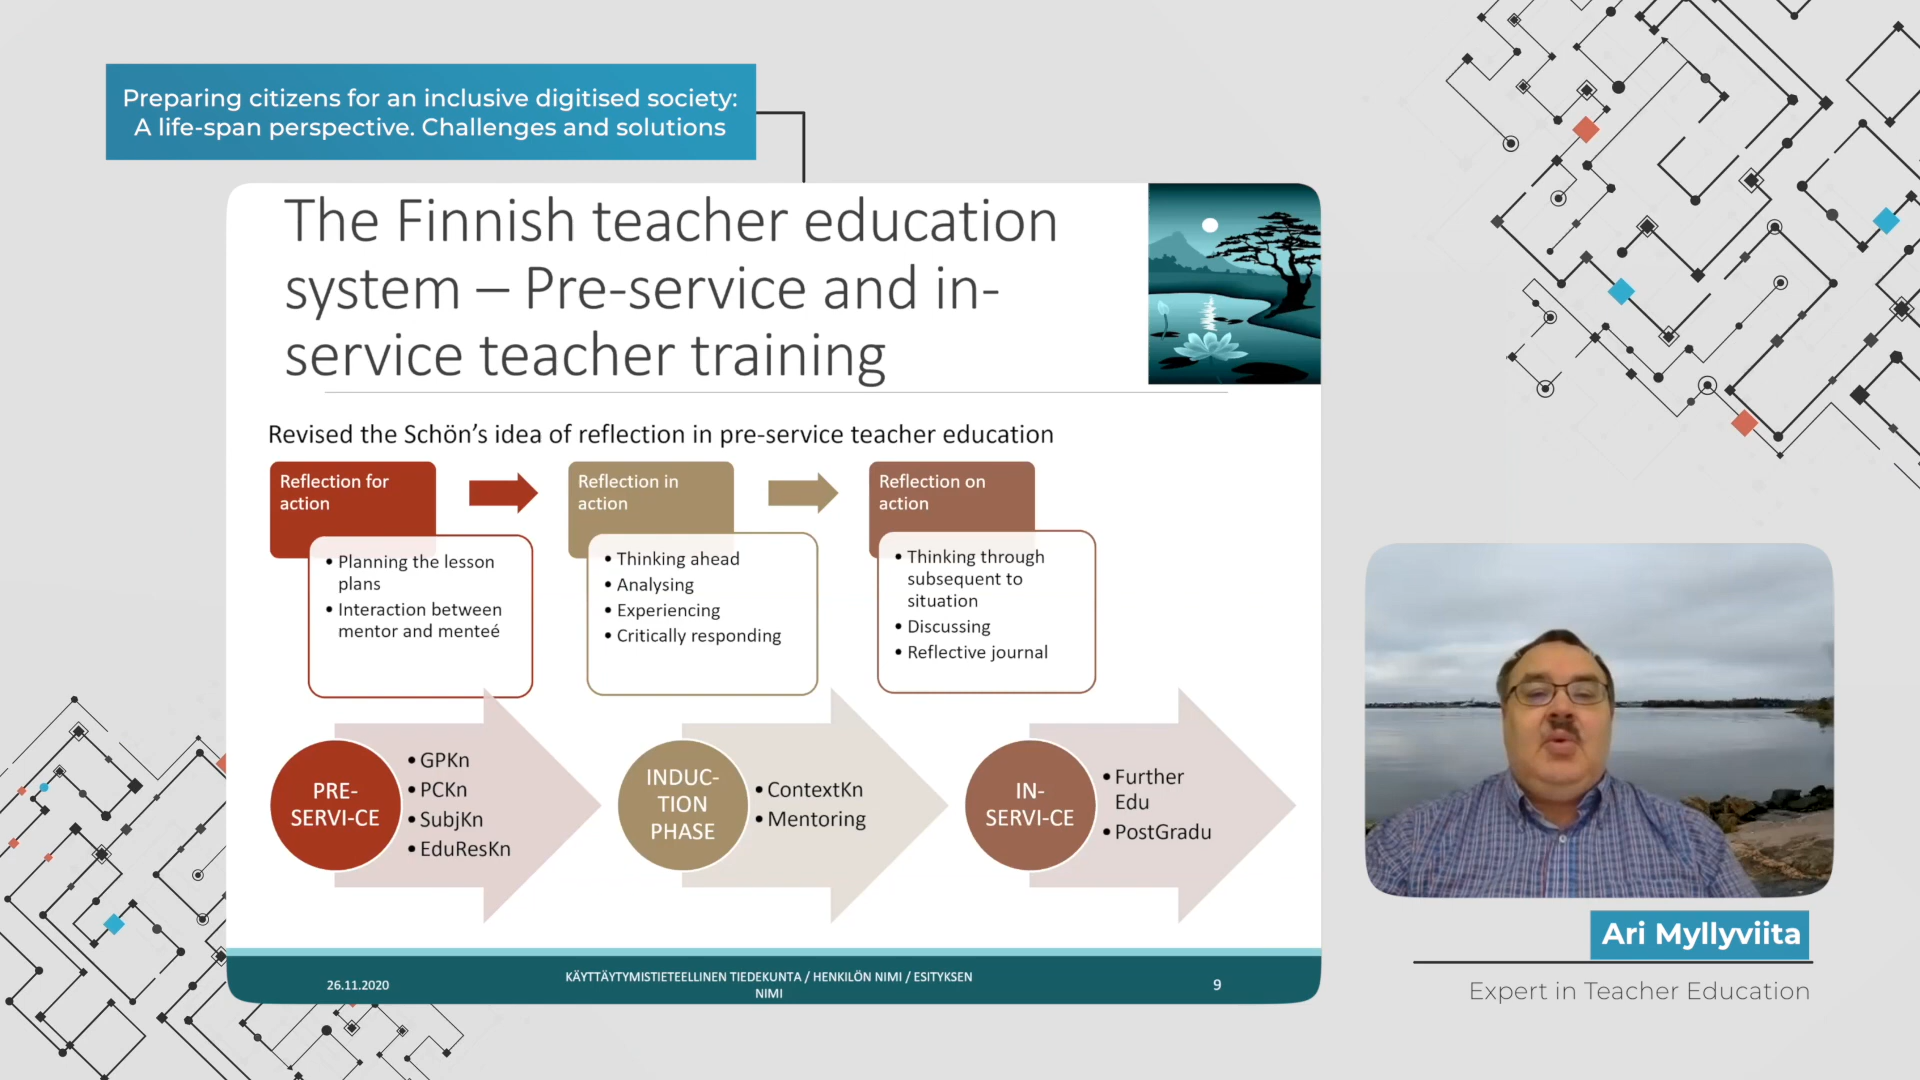 Preparing citizens for an inclusive digitised society:
A life-span perspective. Challenges and solutions
The Finnish teacher education
system – Pre-service and in-
service teacher training
Revised the Schön's idea of reflection in pre-service teacher education
Reflection for
action
• Planning the lesson
plans
• Interaction between
mentor and menteé
Reflection in
action
• Thinking ahead
• Analysing
• Experiencing
• Critically responding
Reflection on
action
• Thinking through
subsequent to
situation
• Discussing
• Reflective journal
PRE-
SERVI-CE
• GPKn
• PCKn
• SubjKn
• EduResKn
INDUC-
TION
PHASE
• ContextKn
• Mentoring
IN-
SERVI-CE
• Further
Edu
• PostGradu
26.11.2020
KÄYTTÄYTYMISTIETEELLINEN TIEDEKUNTA / HENKILÖN NIMI / ESITYKSEN
NIMI
9
Ari Myllyviita
Expert in Teacher Education